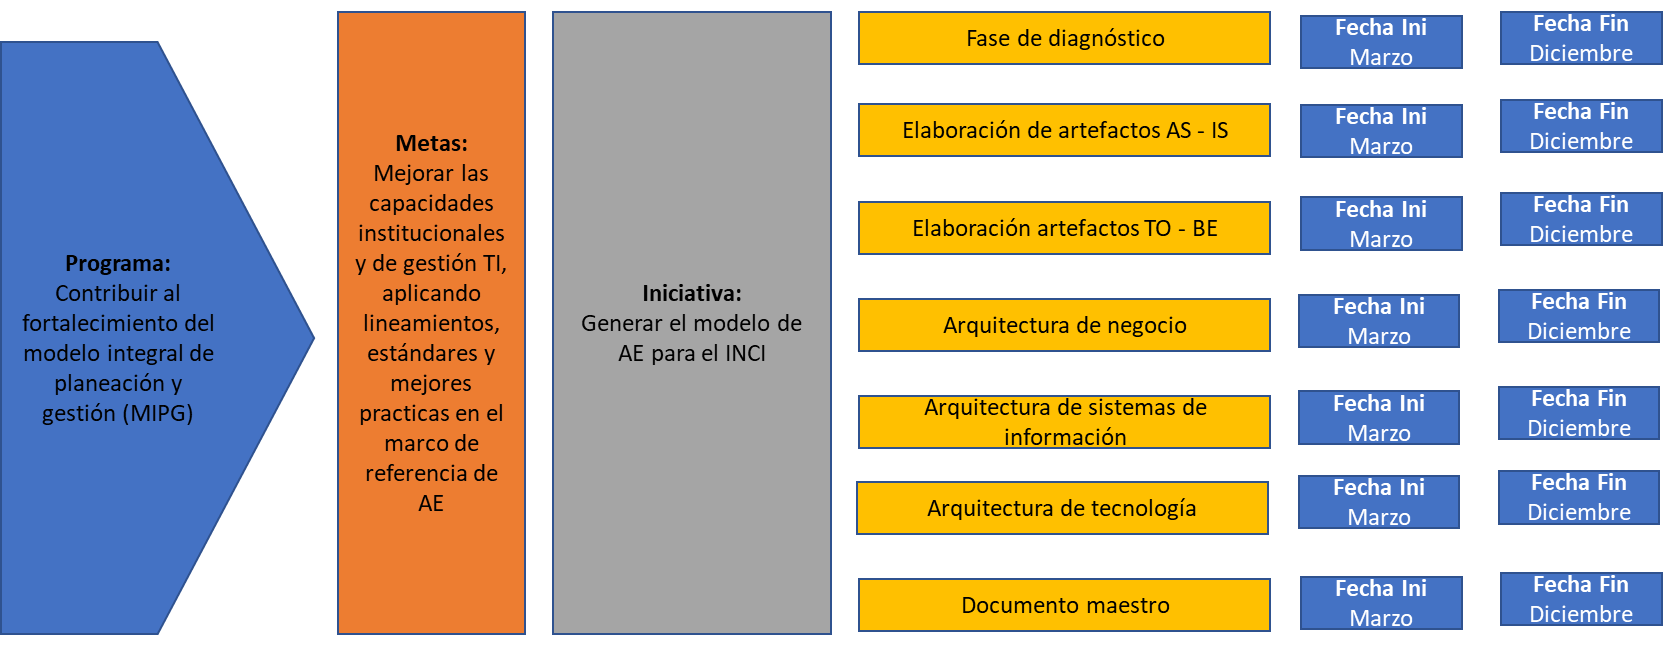 Programa:
Contribuir al
fortalecimiento del
modelo integral de
planeación y
gestión (MIPG)
Metas:
Mejorar las
capacidades
institucionales
y de gestión TI,
aplicando
lineamientos,
estándares y
mejores
practicas en el
marco de
referencia de
AE
Iniciativa:
Generar el modelo de
AE para el INCI
Fase de diagnóstico
Fecha Ini
Marzo
Fecha Fin
Diciembre
Elaboración de artefactos AS - IS
Fecha Ini
Marzo
Fecha Fin
Diciembre
Elaboración artefactos TO - BE
Fecha Ini
Marzo
Fecha Fin
Diciembre
Arquitectura de negocio
Fecha Ini
Marzo
Fecha Fin
Diciembre
Arquitectura de sistemas de
información
Fecha Ini
Marzo
Fecha Fin
Diciembre
Arquitectura de tecnología
Fecha Ini
Marzo
Fecha Fin
Diciembre
Documento maestro
Fecha Ini
Marzo
Fecha Fin
Diciembre